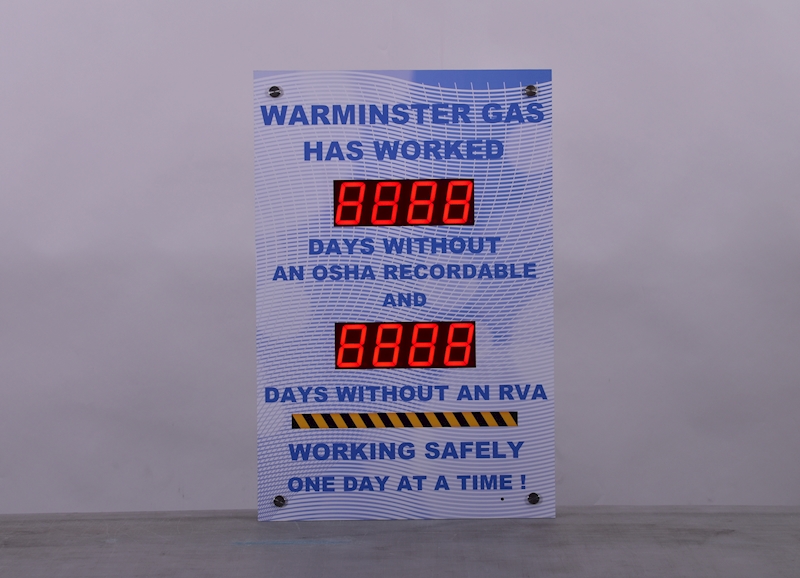 WARMINSTER GAS
HAS WORKED
8888
DAYS WITHOUT
AN OSHA RECORDABLE
AND
8888
DAYS WITHOUT AN RVA
WORKING SAFELY
ONE DAY AT A TIME !